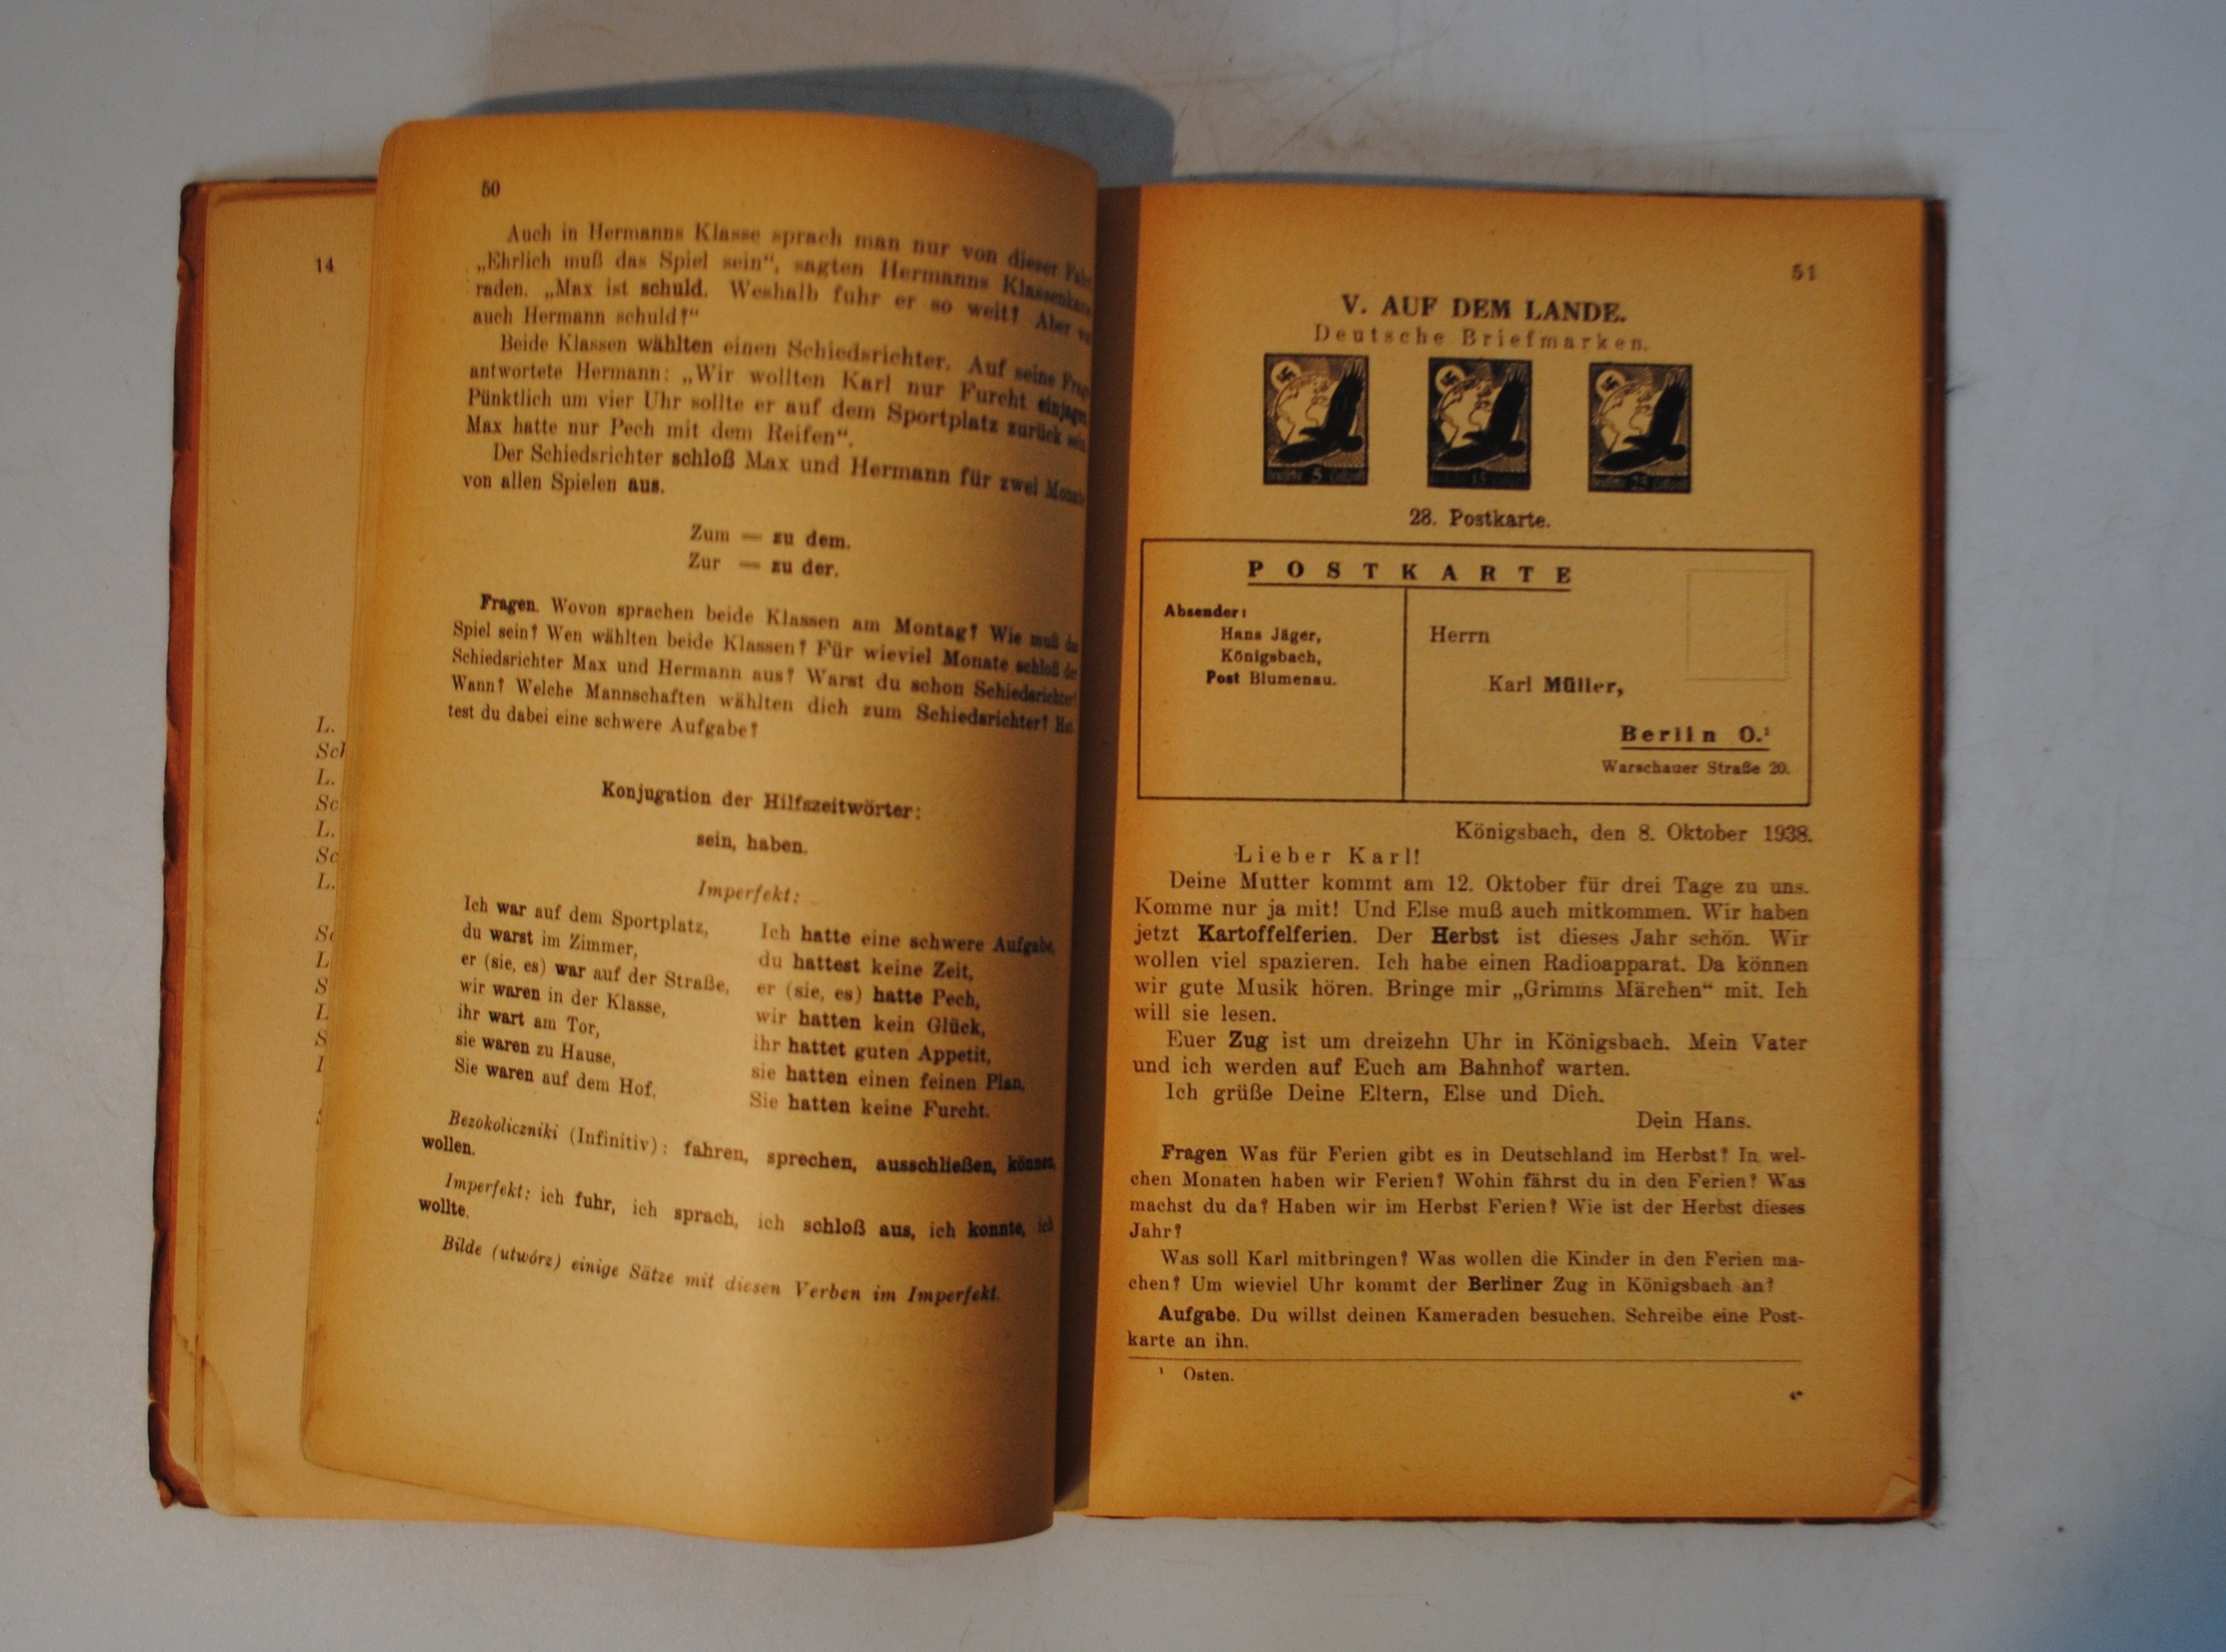 14
L.
Sch
L.
Sc
L.
Sc
L.
L
S
L
S
50
Auch in Hermanns Klasse sprach man nur von dieser
„Ehrlich muß das Spiel sein“, sagten Hermanns
raden. „Max ist schuld. Weshalb fuhr er so weit? Aber
auch Hermann schuld?“
Beide Klassen wählten einen Schiedsrichter. Auf seine
antwortete Hermann: „Wir wollten Karl nur Furcht einjagen
Pünktlich um vier Uhr sollte er auf dem Sportplatz zurück
Max hatte nur Pech mit dem Reifen“.
Der Schiedsrichter schloß Max und Hermann für zwei
von allen Spielen aus.
Zum = zu dem.
Zur = zu der.
Fragen. Wovon sprachen beide Klassen am Montag? Wie muß
Spiel sein? Wen wählten beide Klassen? Für wieviel Monate schloß der
Schiedsrichter Max und Hermann aus? Warst du schon Schiedsrichter?
Wann? Welche Mannschaften wählten dich zum Schiedsrichter? Hat-
test du dabei eine schwere Aufgabe?
Konjugation der Hilfszeitwörter:
sein, haben.
Imperfekt:
Ich war auf dem Sportplatz,
du warst im Zimmer,
er (sie, es) war auf der Straße,
wir waren in der Klasse,
ihr wart am Tor,
sie waren zu Hause,
Sie waren auf dem Hof.
Ich hatte eine schwere Aufgabe,
du hattest keine Zeit,
er (sie, es) hatte Pech,
wir hatten kein Glück,
ihr hattet guten Appetit,
sie hatten einen feinen Plan,
Sie hatten keine Furcht.
Bezokoliczniki (Infinitiv): fahren, sprechen, ausschließen, können,
wollen.
Imperfekt: ich fuhr, ich sprach, ich schloß aus, ich konnte, ich
wollte.
Bilde (utwórz) einige Sätze mit diesen Verben im Imperfekt.
51
V. AUF DEM LANDE.
Deutsche Briefmarken.
5 15 25
28. Postkarte.
POSTKARTE
Absender:
Hans Jäger,
Königsbach,
Post Blumenau.
Herrn
Karl Müller,
Berlin O.¹
Warschauer Straße 20.
Königsbach, den 8. Oktober 1938.
Lieber Karl!
Deine Mutter kommt am 12. Oktober für drei Tage zu uns.
Komme nur ja mit! Und Else muß auch mitkommen. Wir haben
jetzt Kartoffelferien. Der Herbst ist dieses Jahr schön. Wir
wollen viel spazieren. Ich habe einen Radioapparat. Da können
wir gute Musik hören. Bringe mir „Grimms Märchen“ mit. Ich
will sie lesen.
Euer Zug ist um dreizehn Uhr in Königsbach. Mein Vater
und ich werden auf Euch am Bahnhof warten.
Ich grüße Deine Eltern, Else und Dich.
Dein Hans.
Fragen Was für Ferien gibt es in Deutschland im Herbst? In wel-
chen Monaten haben wir Ferien? Wohin fährst du in den Ferien? Was
machst du da? Haben wir im Herbst Ferien? Wie ist der Herbst dieses
Jahr?
Was soll Karl mitbringen? Was wollen die Kinder in den Ferien ma-
chen? Um wieviel Uhr kommt der Berliner Zug in Königsbach an?
Aufgabe. Du willst deinen Kameraden besuchen. Schreibe eine Post-
karte an ihn.
¹ Osten.